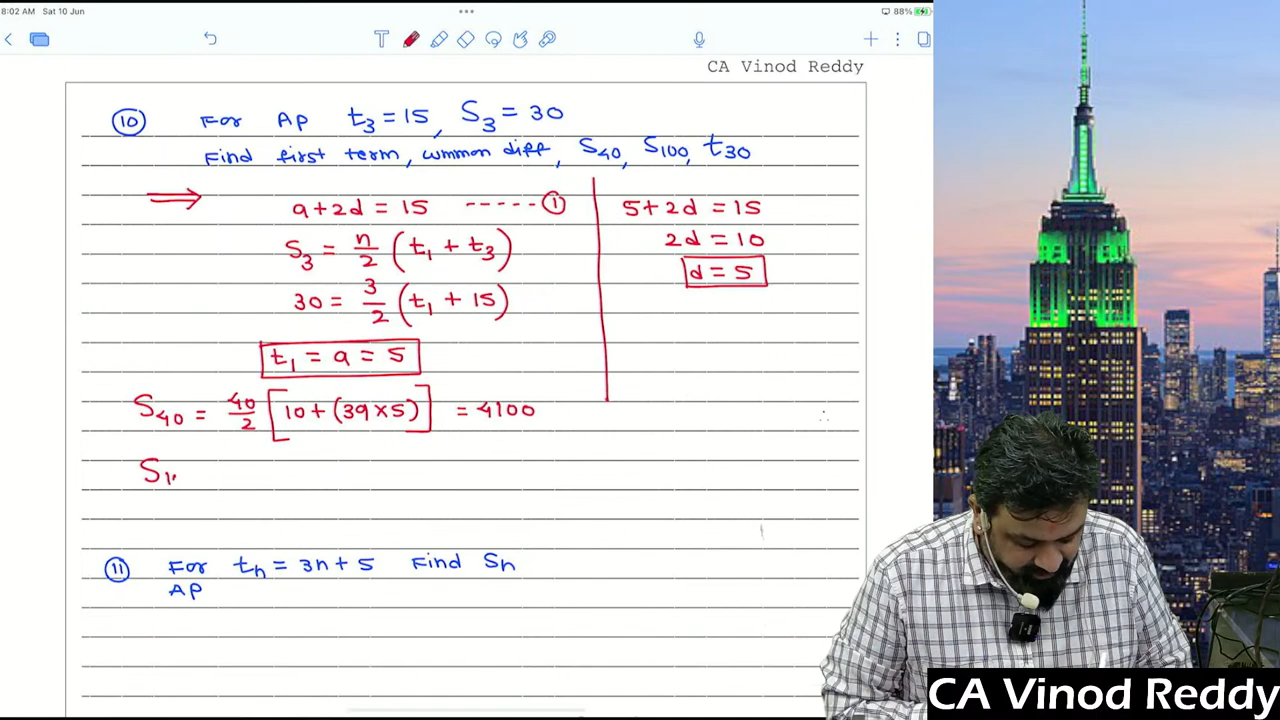 8:02 AM Sat 10 Jun
88%
CA Vinod Reddy
10 For AP t₃ = 15, S₃ = 30
Find first term, common diff, S₄₀, S₁₀₀, t₃₀
⇒ a + 2d = 15 ----- 1
S₃ = n/2 (t₁ + t₃)
30 = 3/2 (t₁ + 15)
t₁ = a = 5
5 + 2d = 15
2d = 10
d = 5
S₄₀ = 40/2 [10 + (39 × 5)] = 4100
S₁
11 For tₙ = 3n + 5 Find Sₙ
AP
CA Vinod Reddy